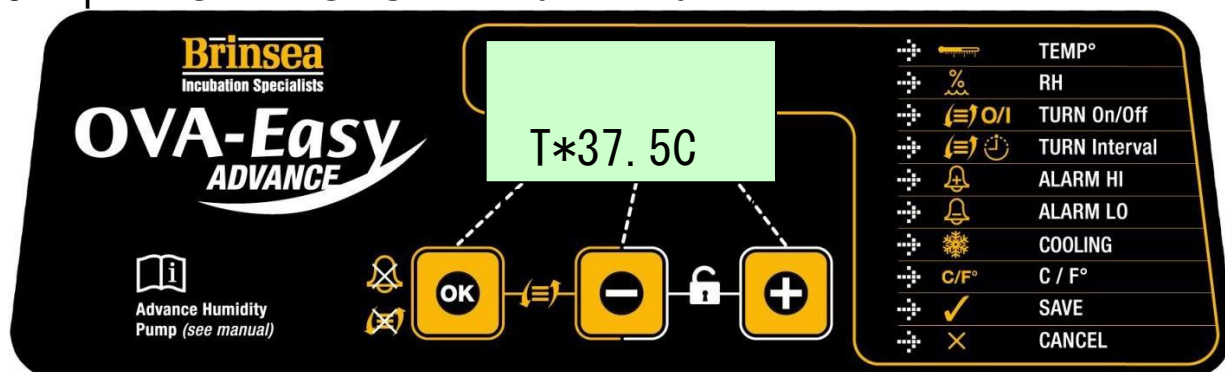 Brinsea
Incubation Specialists
OVA-Easy
ADVANCE
T*37.5C
i
Advance Humidity
Pump (see manual)
OK
−
+
TEMP°
% RH
O/I TURN On/Off
TURN Interval
+ ALARM HI
− ALARM LO
COOLING
C/F° C / F°
SAVE
CANCEL